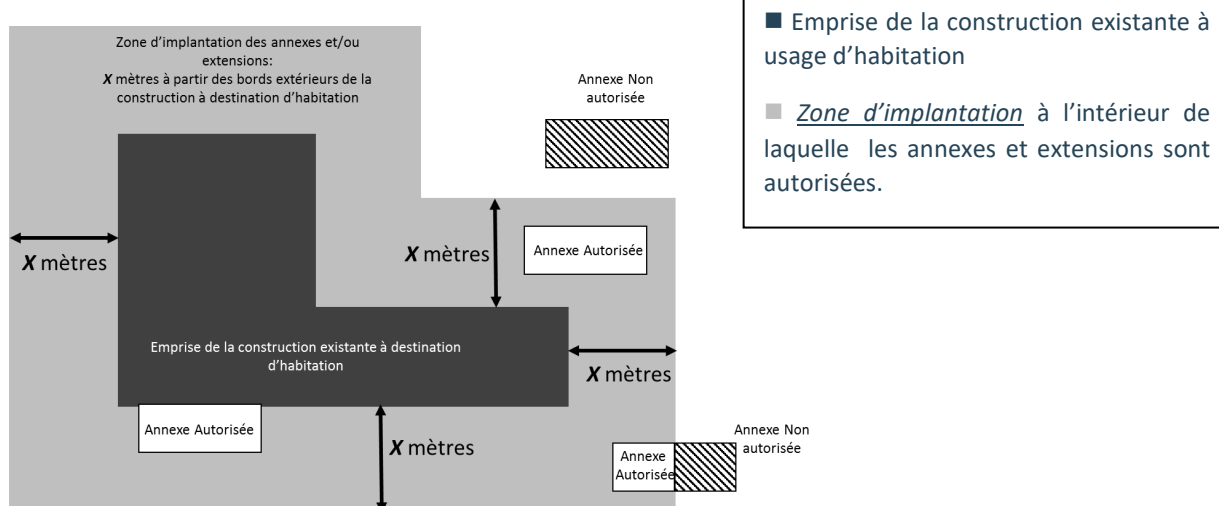 Zone d’implantation des annexes et/ou
extensions:
X mètres à partir des bords extérieurs de la
construction à destination d’habitation
Annexe Non
autorisée
X mètres
X mètres
Annexe Autorisée
Emprise de la construction existante à destination
d’habitation
X mètres
Annexe Autorisée
X mètres
Annexe
Autorisée
Annexe Non
autorisée
■ Emprise de la construction existante à
usage d’habitation
■ Zone d’implantation à l’intérieur de
laquelle les annexes et extensions sont
autorisées.